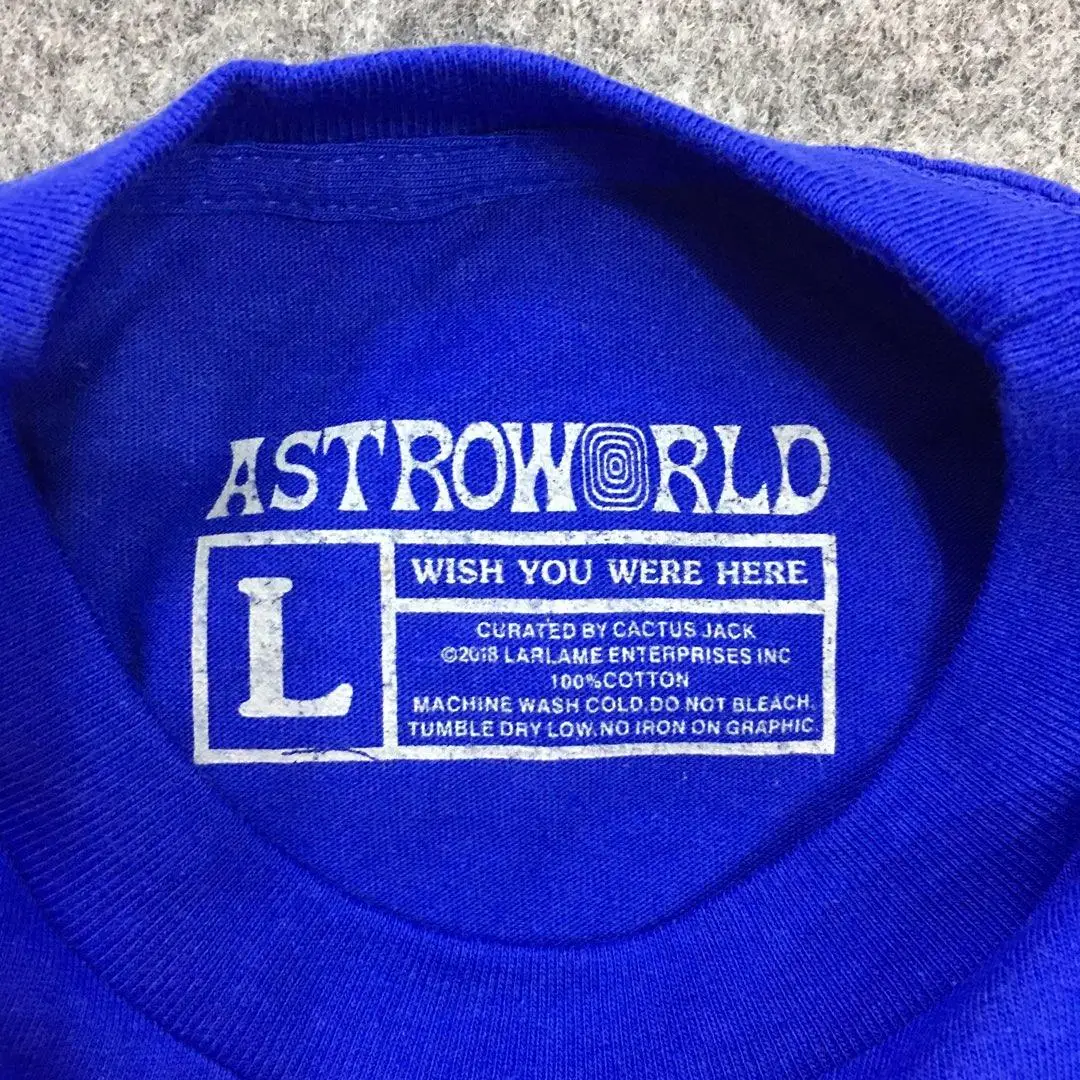 ASTROWORLD
L
WISH YOU WERE HERE
CURATED BY CACTUS JACK
©2018 LARLAME ENTERPRISES INC
100%COTTON
MACHINE WASH COLD.DO NOT BLEACH.
TUMBLE DRY LOW.NO IRON ON GRAPHIC.